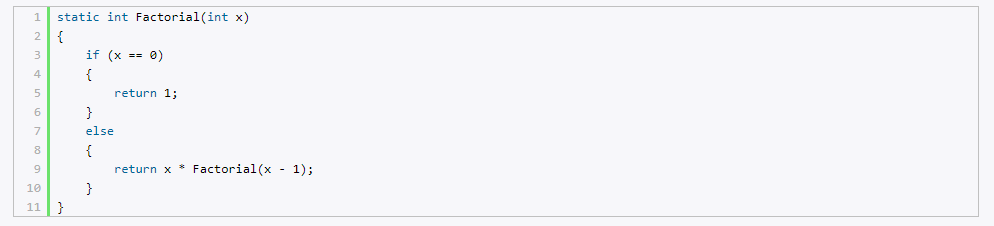 1 static int Factorial(int x)
2 {
3     if (x == 0)
4     {
5         return 1;
6     }
7     else
8     {
9         return x * Factorial(x - 1);
10     }
11 }